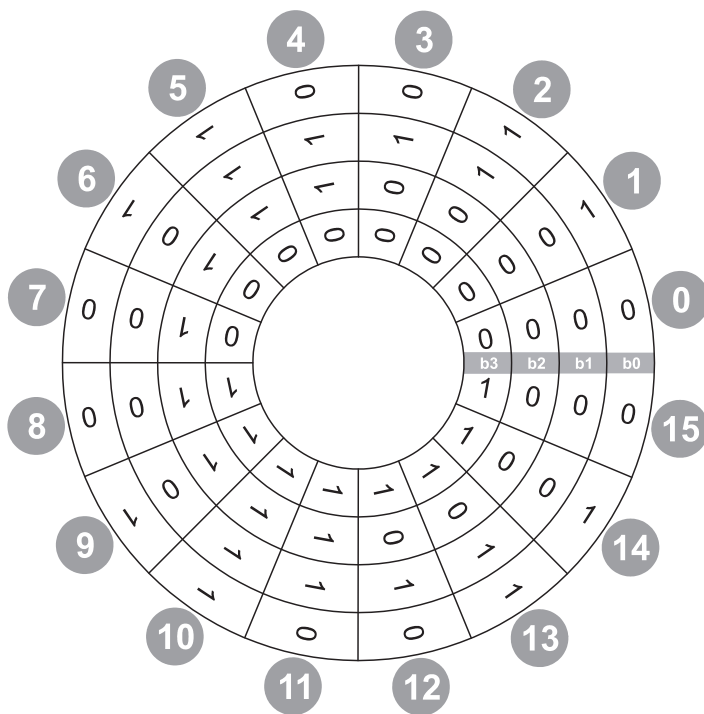 b3 b2 b1 b0
0
0 0 0 0
1
0 0 0 1
2
0 0 1 1
3
0 0 1 0
4
0 1 1 0
5
0 1 1 1
6
0 1 0 1
7
0 1 0 0
8
1 1 0 0
9
1 1 0 1
10
1 1 1 1
11
1 1 1 0
12
1 0 1 0
13
1 0 1 1
14
1 0 0 1
15
1 0 0 0